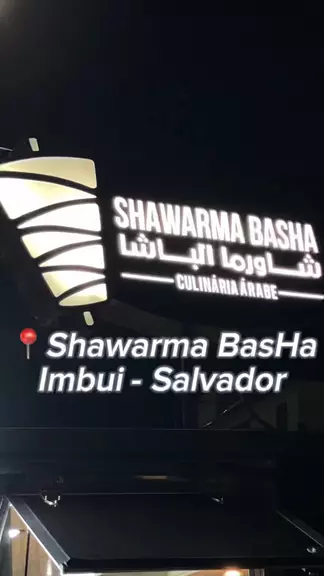 SHAWARMA BASHA
شاورما الباشا
CULINÁRIA ÁRABE
📍Shawarma BasHa
Imbui - Salvador